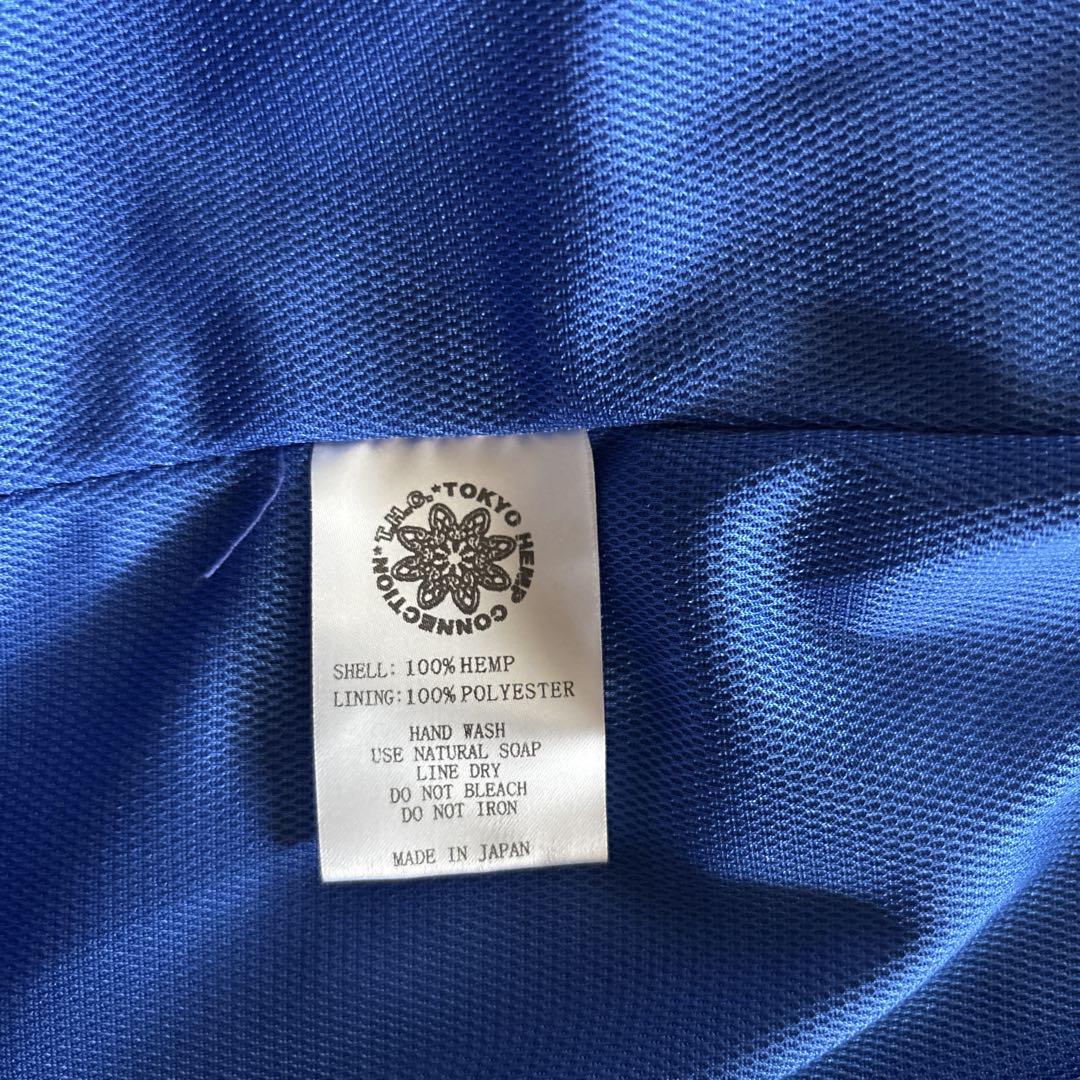 *T.H.C.*TOKYO HEMP CONNECTION
SHELL: 100% HEMP
LINING: 100% POLYESTER
HAND WASH
USE NATURAL SOAP
LINE DRY
DO NOT BLEACH
DO NOT IRON
MADE IN JAPAN